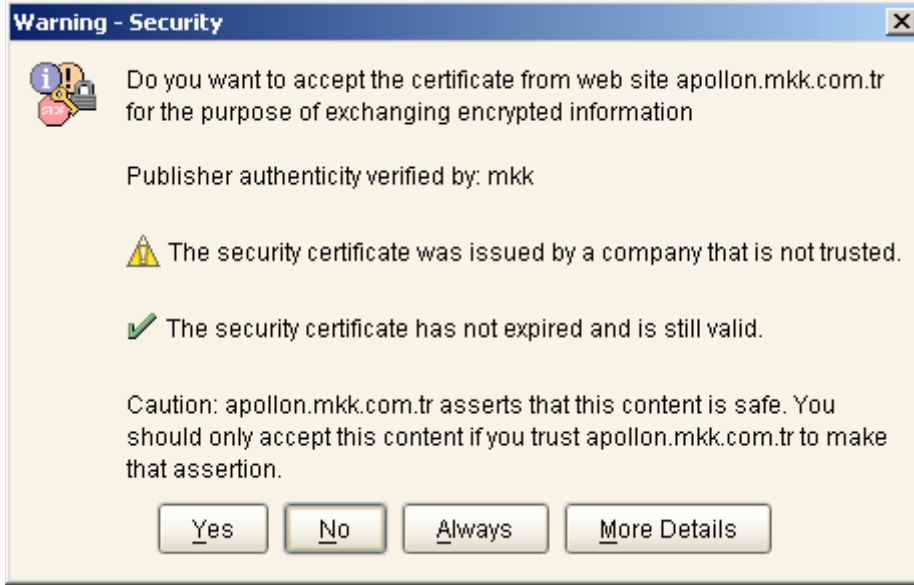 Warning - Security
Do you want to accept the certificate from web site apollon.mkk.com.tr
for the purpose of exchanging encrypted information
Publisher authenticity verified by: mkk
The security certificate was issued by a company that is not trusted.
The security certificate has not expired and is still valid.
Caution: apollon.mkk.com.tr asserts that this content is safe. You
should only accept this content if you trust apollon.mkk.com.tr to make
that assertion.
Yes No Always More Details